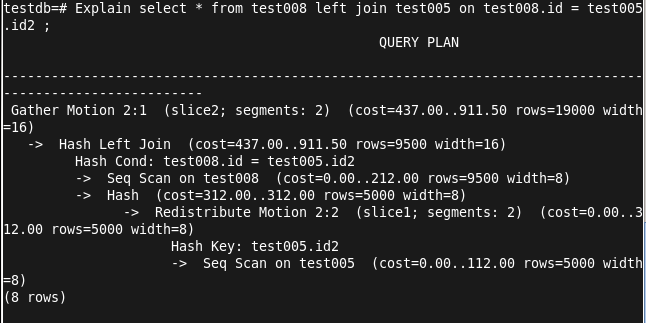 testdb=# Explain select * from test008 left join test005 on test008.id = test005
.id2 ;
QUERY PLAN
--------------------------------------------------------------------------------
-------------------------
Gather Motion 2:1  (slice2; segments: 2)  (cost=437.00..911.50 rows=19000 width
=16)
->  Hash Left Join  (cost=437.00..911.50 rows=9500 width=16)
Hash Cond: test008.id = test005.id2
->  Seq Scan on test008  (cost=0.00..212.00 rows=9500 width=8)
->  Hash  (cost=312.00..312.00 rows=5000 width=8)
->  Redistribute Motion 2:2  (slice1; segments: 2)  (cost=0.00..3
12.00 rows=5000 width=8)
Hash Key: test005.id2
->  Seq Scan on test005  (cost=0.00..112.00 rows=5000 width
=8)
(8 rows)